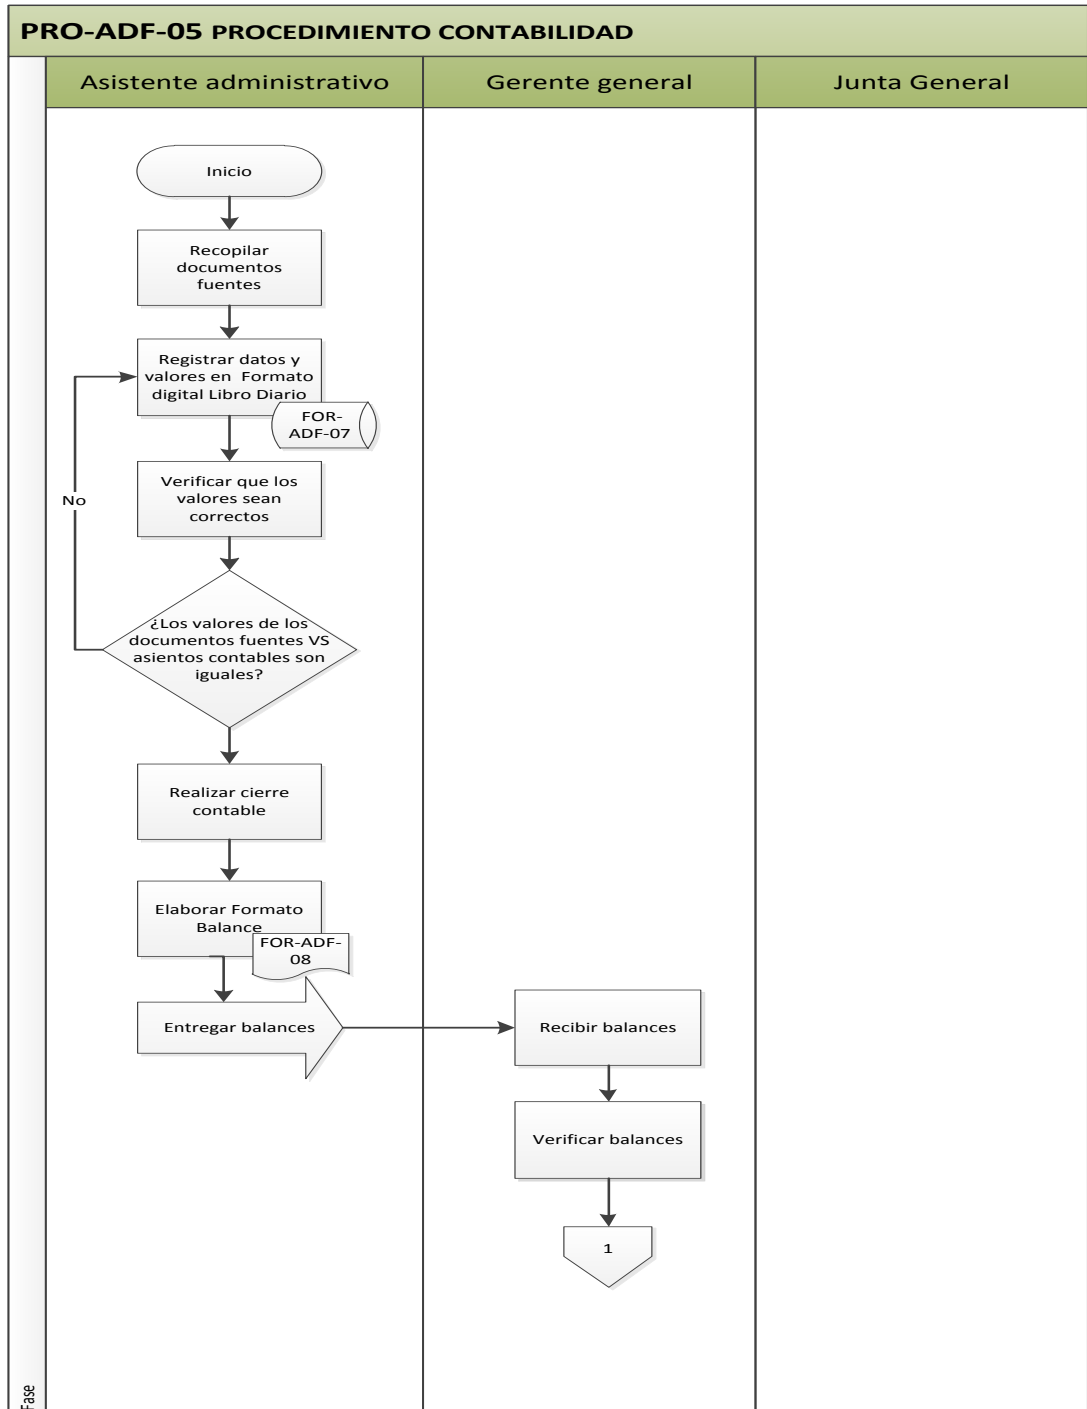 PRO-ADF-05 PROCEDIMIENTO CONTABILIDAD
Asistente administrativo
Gerente general
Junta General
Inicio
Recopilar
documentos
fuentes
Registrar datos y
valores en Formato
digital Libro Diario
FOR-
ADF-07
Verificar que los
valores sean
correctos
No
¿Los valores de los
documentos fuentes VS
asientos contables son
iguales?
Realizar cierre
contable
Elaborar Formato
Balance
FOR-ADF-
08
Entregar balances
Recibir balances
Verificar balances
1
Fase